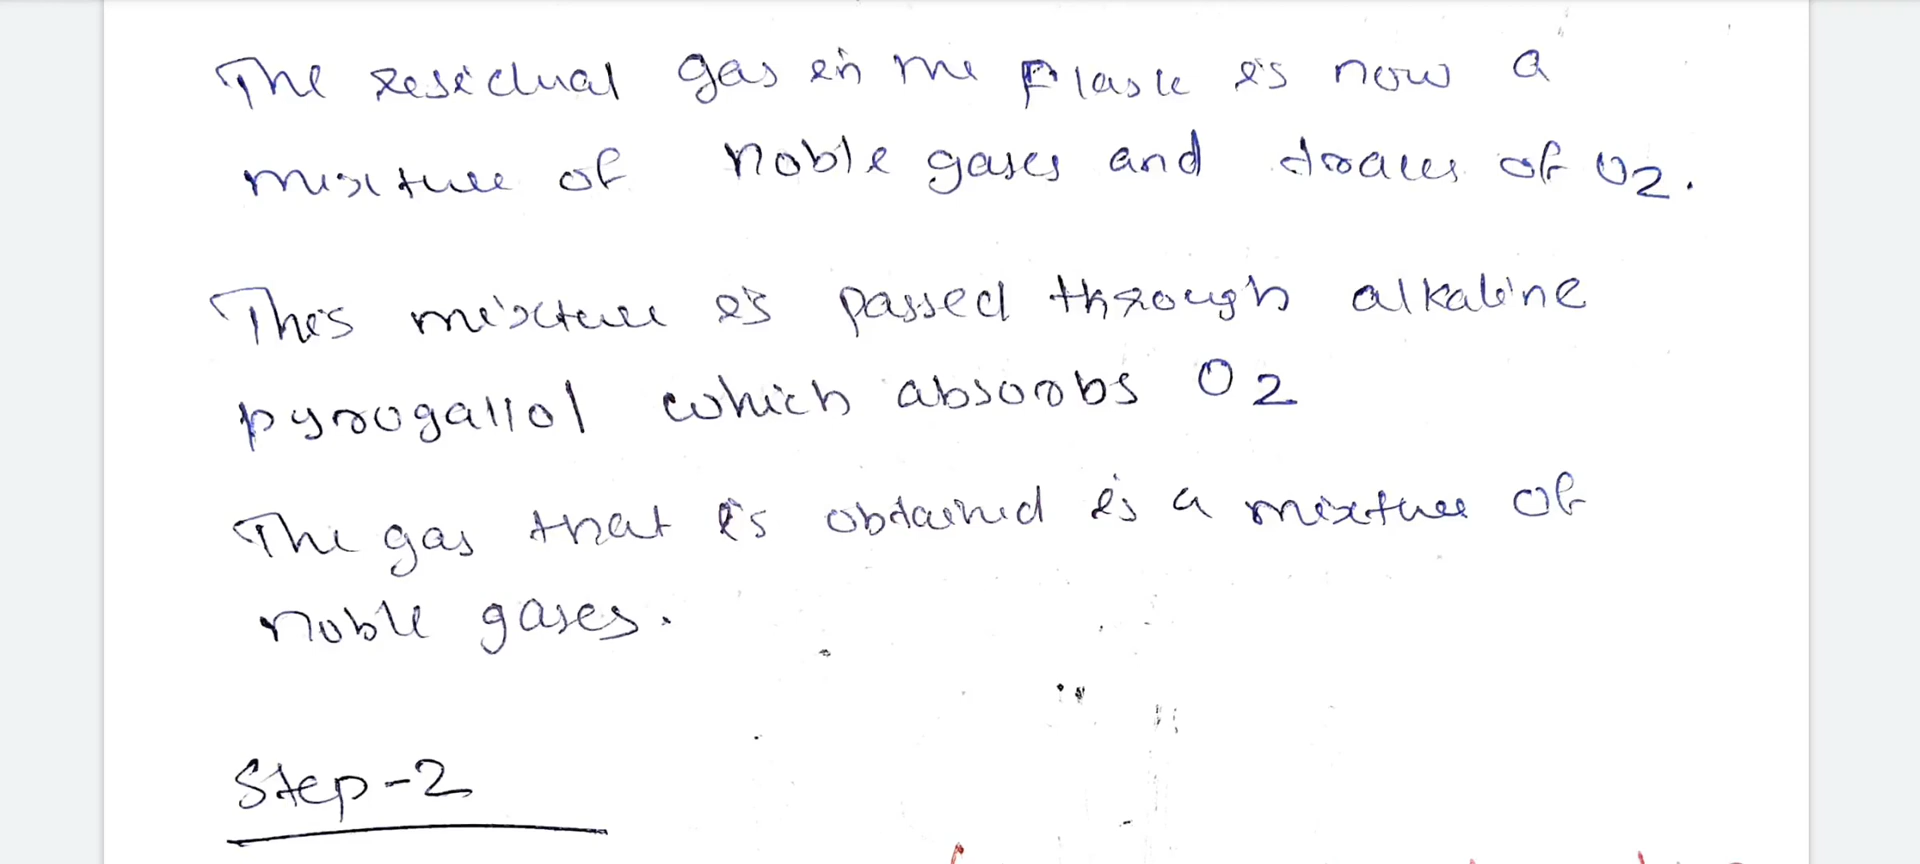 The residual gas in the Flask is now a
mixture of noble gases and traces of O2.
This mixture is passed through alkaline
pyrogallol which absorbs O2
The gas that is obtained is a mixture of
noble gases.
Step-2